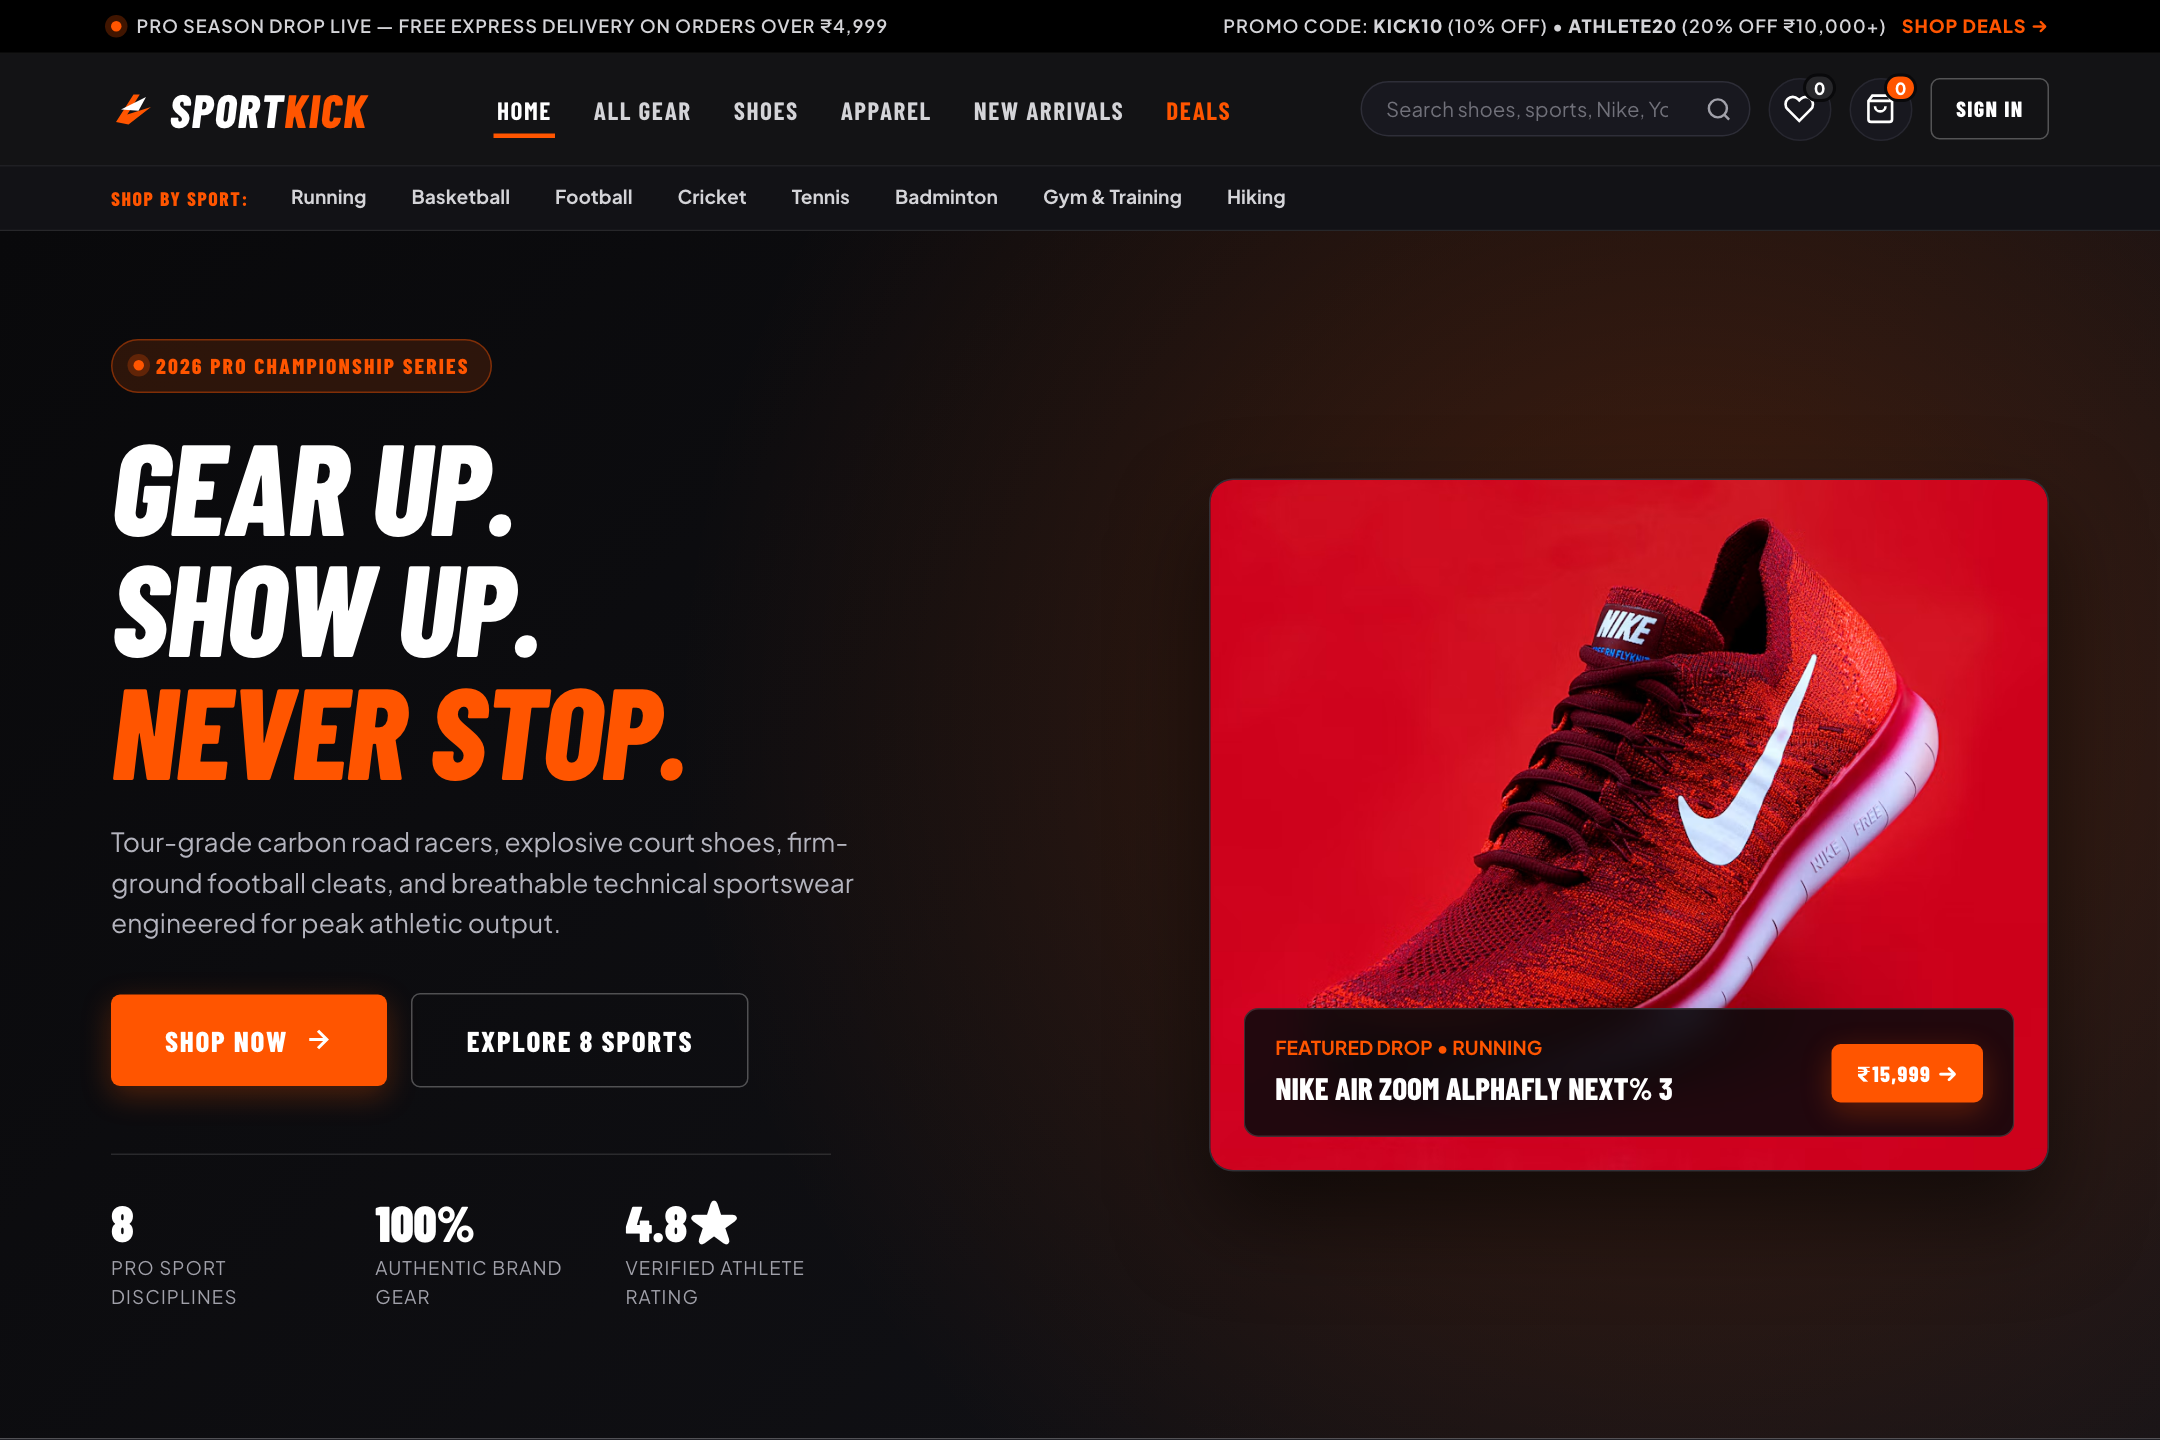 PRO SEASON DROP LIVE — FREE EXPRESS DELIVERY ON ORDERS OVER ₹4,999
PROMO CODE: KICK10 (10% OFF) • ATHLETE20 (20% OFF ₹10,000+) SHOP DEALS →
SPORTKICK
HOME ALL GEAR SHOES APPAREL NEW ARRIVALS DEALS
Search shoes, sports, Nike, Yo
0
0
SIGN IN
SHOP BY SPORT: Running Basketball Football Cricket Tennis Badminton Gym & Training Hiking
2026 PRO CHAMPIONSHIP SERIES
GEAR UP.
SHOW UP.
NEVER STOP.
Tour-grade carbon road racers, explosive court shoes, firm-
ground football cleats, and breathable technical sportswear
engineered for peak athletic output.
SHOP NOW →
EXPLORE 8 SPORTS
8
PRO SPORT
DISCIPLINES
100%
AUTHENTIC BRAND
GEAR
4.8★
VERIFIED ATHLETE
RATING
NIKE
NIKE FREE
FEATURED DROP • RUNNING
NIKE AIR ZOOM ALPHAFLY NEXT% 3
₹15,999 →